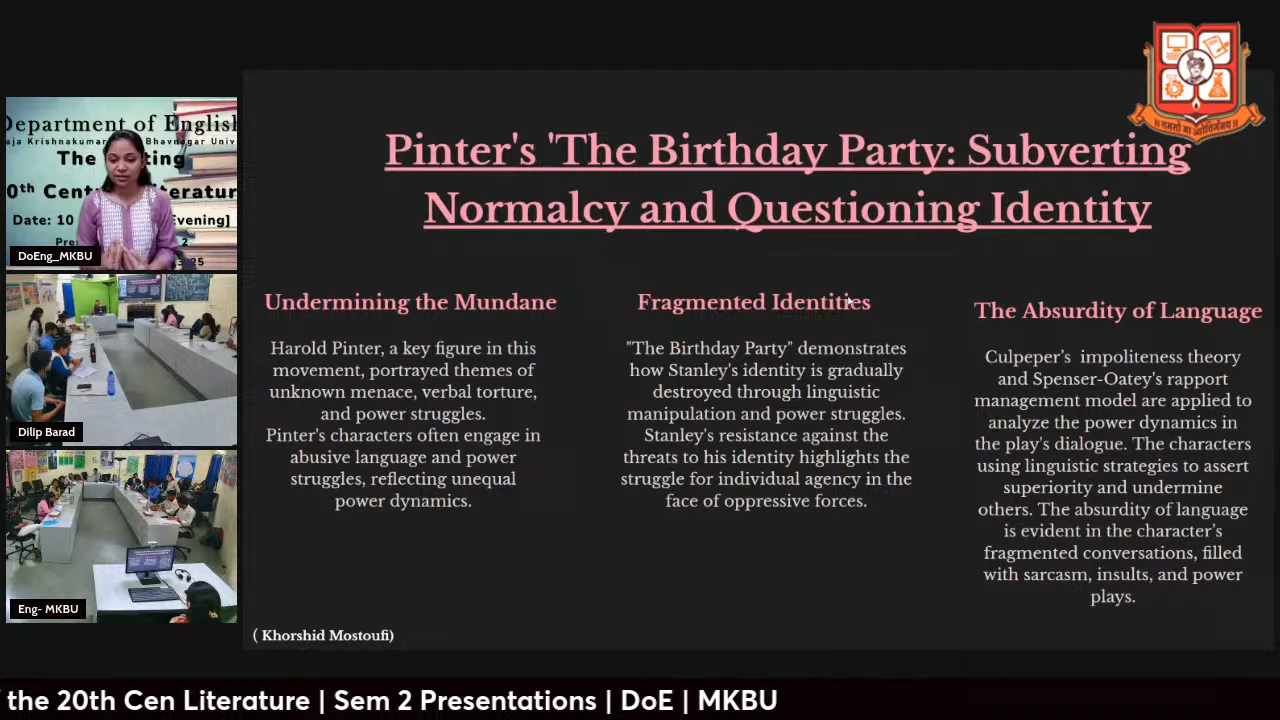 Pinter's 'The Birthday Party: Subverting
Normalcy and Questioning Identity
Undermining the Mundane
Harold Pinter, a key figure in this
movement, portrayed themes of
unknown menace, verbal torture,
and power struggles.
Pinter's characters often engage in
abusive language and power
struggles, reflecting unequal
power dynamics.
Fragmented Identities
"The Birthday Party" demonstrates
how Stanley's identity is gradually
destroyed through linguistic
manipulation and power struggles.
Stanley's resistance against the
threats to his identity highlights the
struggle for individual agency in the
face of oppressive forces.
The Absurdity of Language
Culpeper’s impoliteness theory
and Spenser-Oatey's rapport
management model are applied to
analyze the power dynamics in
the play's dialogue. The characters
using linguistic strategies to assert
superiority and undermine
others. The absurdity of language
is evident in the character’s
fragmented conversations, filled
with sarcasm, insults, and power
plays.
( Khorshid Mostoufi)
Department of English
Krishnakumar Bhavnagar
The
Date: 10 Evening]
DoEng_MKBU
Dilip Barad
Eng- MKBU
the 20th Cen Literature | Sem 2 Presentations | DoE | MKBU